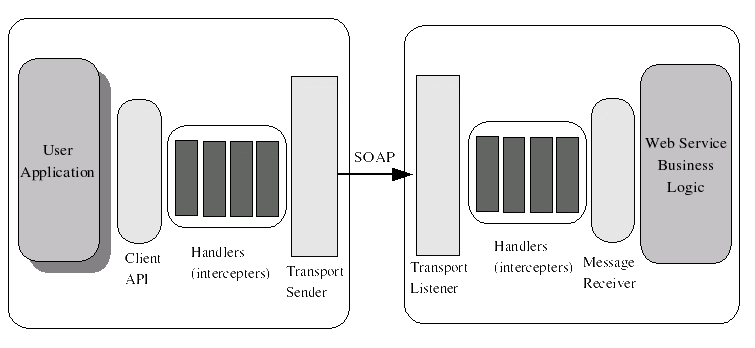 User
Application
Client
API
Handlers
(intercepters)
Transport
Sender
SOAP
Transport
Listener
Handlers
(intercepters)
Message
Receiver
Web Service
Business
Logic